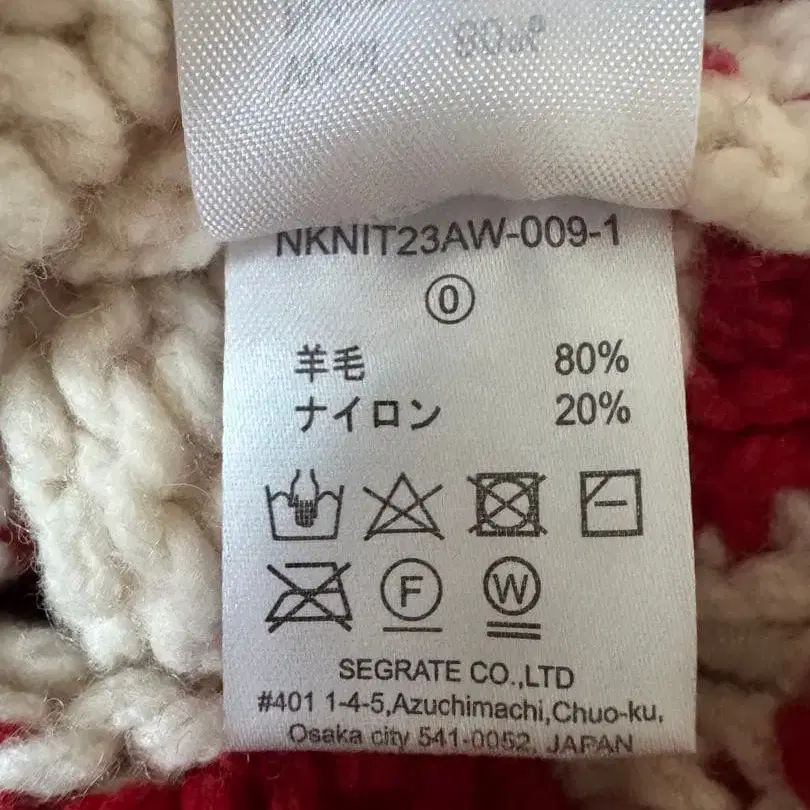 NKNIT23AW-009-1
0
羊毛 80%
ナイロン 20%
F W
SEGRATE CO.,LTD
#401 1-4-5,Azuchimachi,Chuo-ku,
Osaka city 541-0052, JAPAN